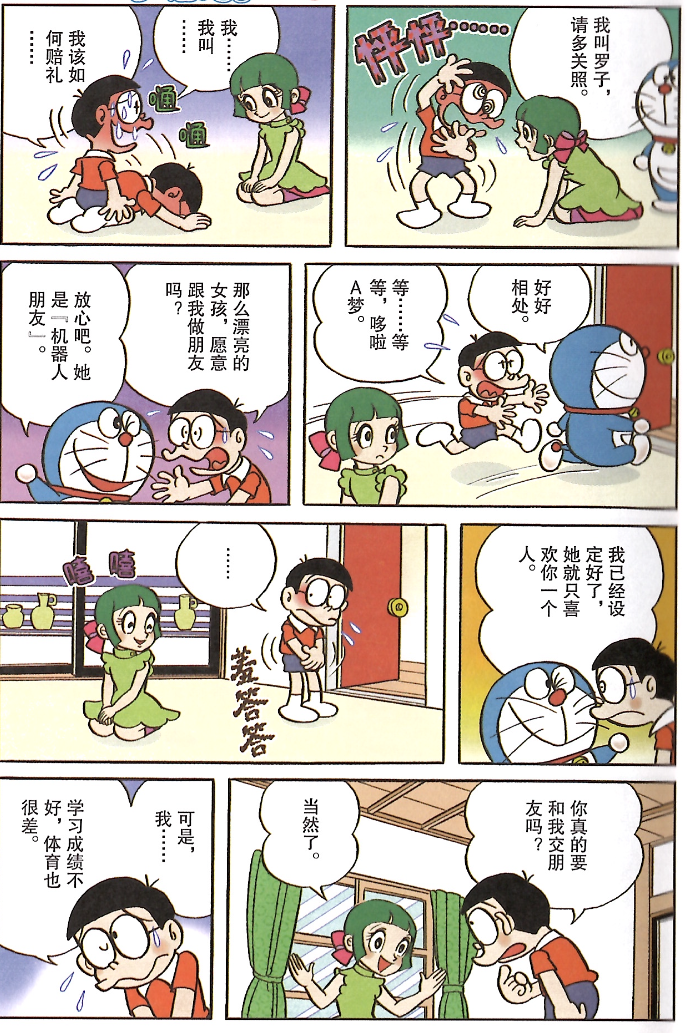 我叫罗子，
请多关照。
怦怦……
我……
我叫
嗵
嗵
我该如
何赔礼
……
好好
相处。
等……等
等，哆啦
A梦。
那么漂亮的
女孩，愿意
跟我做朋友
吗？
放心吧。她
是『机器人
朋友』。
我已经设
定好了，
她就只喜
欢你一个
人。
……
羞答答
嘻嘻
你真的要
和我交朋
友吗？
当然了。
可是，
我……
学习成绩不
好，体育也
很差。